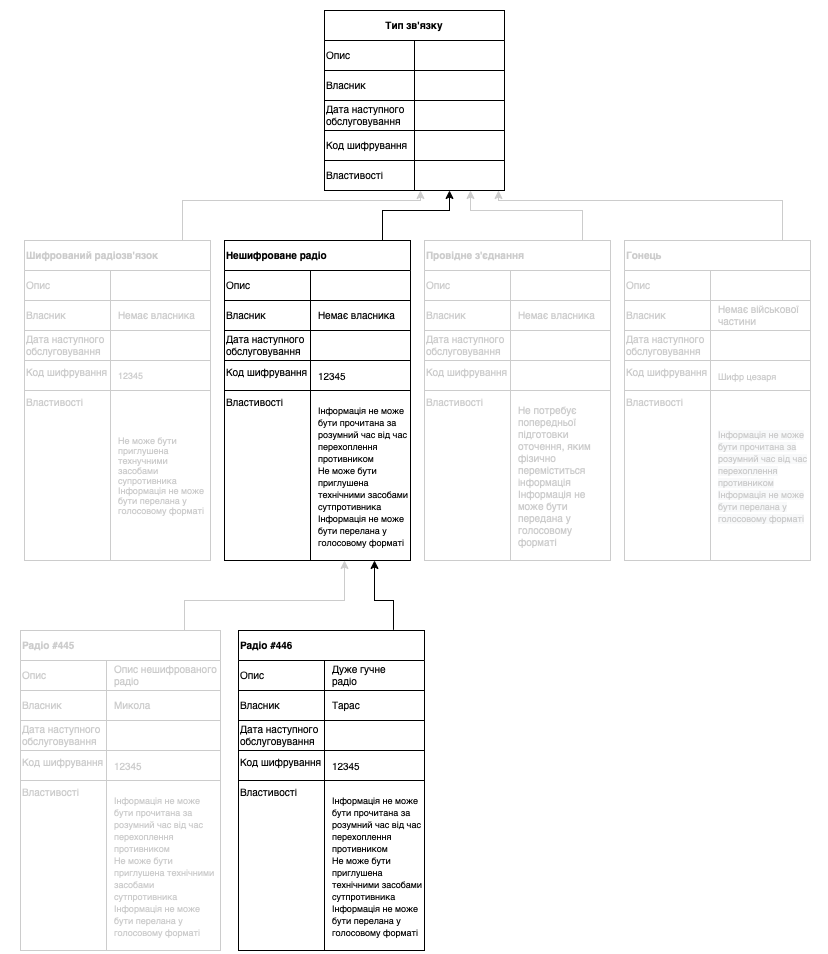 Тип зв'язку
Опис
Власник
Дата наступного
обслуговування
Код шифрування
Властивості
Шифрований радіозв'язок
Опис
Власник
Немає власника
Дата наступного
обслуговування
Код шифрування
12345
Властивості
Не може бути
приглушена
технучними
засобами
супротивника
Інформація не може
бути перелана у
голосовому форматі
Нешифроване радіо
Опис
Власник
Немає власника
Дата наступного
обслуговування
Код шифрування
12345
Властивості
Інформація не може
бути прочитана за
розумний час від час
перехоплення
противником
Не може бути
приглушена
технічними засобами
сутпротивника
Інформація не може
бути перелана у
голосовому форматі
Провідне з'єднання
Опис
Власник
Немає власника
Дата наступного
обслуговування
Код шифрування
Властивості
Не потребує
попередньої
підготовки
оточення, яким
фізично
переміститься
інформація
Інформація не
може бути
передана у
голосовому
форматі
Гонець
Опис
Власник
Немає військової
частини
Дата наступного
обслуговування
Код шифрування
Шифр цезаря
Властивості
Інформація не може
бути прочитана за
розумний час від час
перехоплення
противником
Інформація не може
бути перелана у
голосовому форматі
Радіо #445
Опис
Опис нешифрованого
радіо
Власник
Микола
Дата наступного
обслуговування
Код шифрування
12345
Властивості
Інформація не може
бути прочитана за
розумний час від час
перехоплення
противником
Не може бути
приглушена технічними
засобами
сутпротивника
Інформація не може
бути перелана у
голосовому форматі
Радіо #446
Опис
Дуже гучне
радіо
Власник
Тарас
Дата наступного
обслуговування
Код шифрування
12345
Властивості
Інформація не може
бути прочитана за
розумний час від час
перехоплення
противником
Не може бути
приглушена
технічними засобами
сутпротивника
Інформація не може
бути перелана у
голосовому форматі